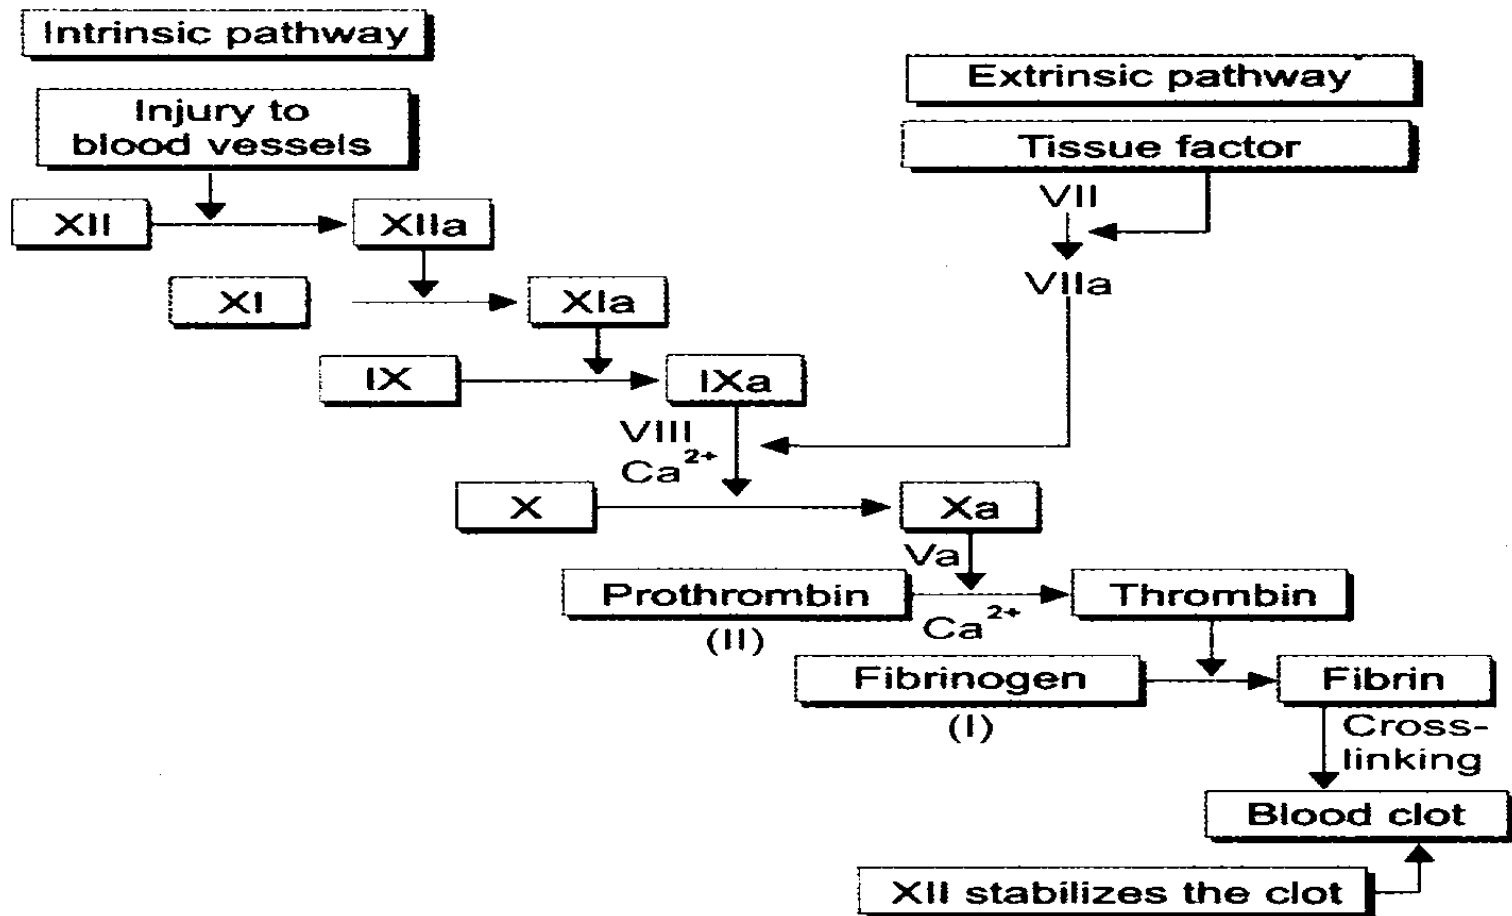 Intrinsic pathway
Injury to
blood vessels
Extrinsic pathway
Tissue factor
XII
XIIa
VII
VIIa
XI
XIa
IX
IXa
VIII
Ca²⁺
X
Xa
Va
Prothrombin
(II)
Ca²⁺
Thrombin
Fibrinogen
(I)
Fibrin
Cross-
linking
Blood clot
XII stabilizes the clot